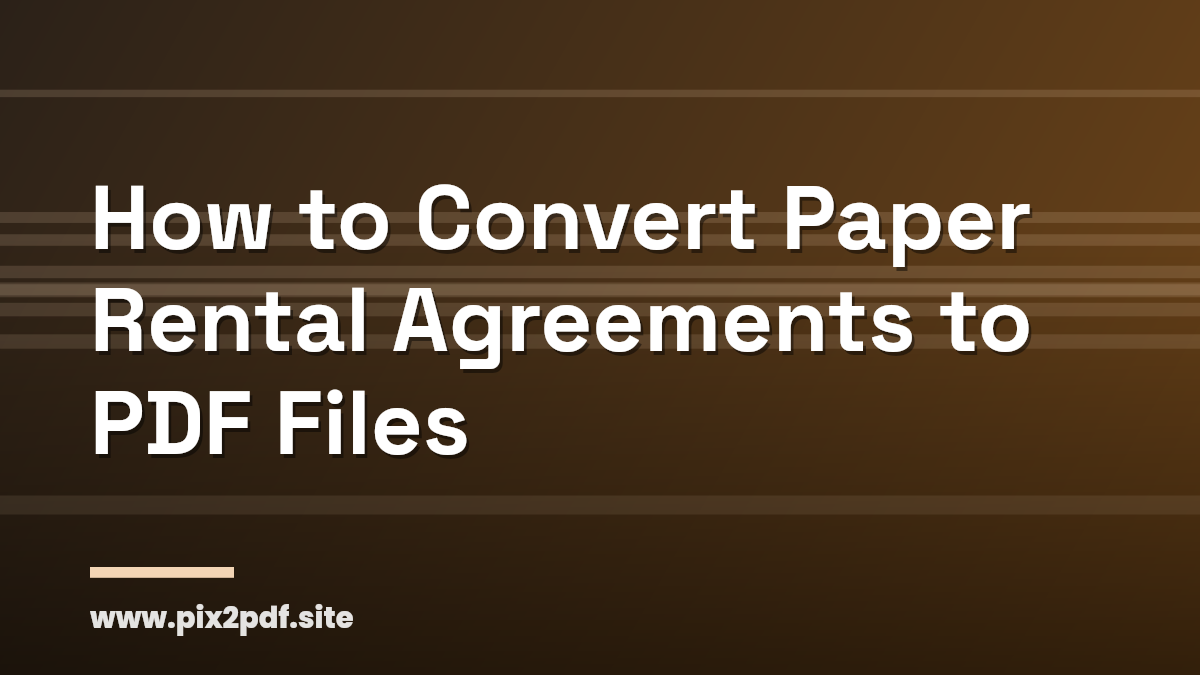 How to Convert Paper
Rental Agreements to
PDF Files
www.pix2pdf.site